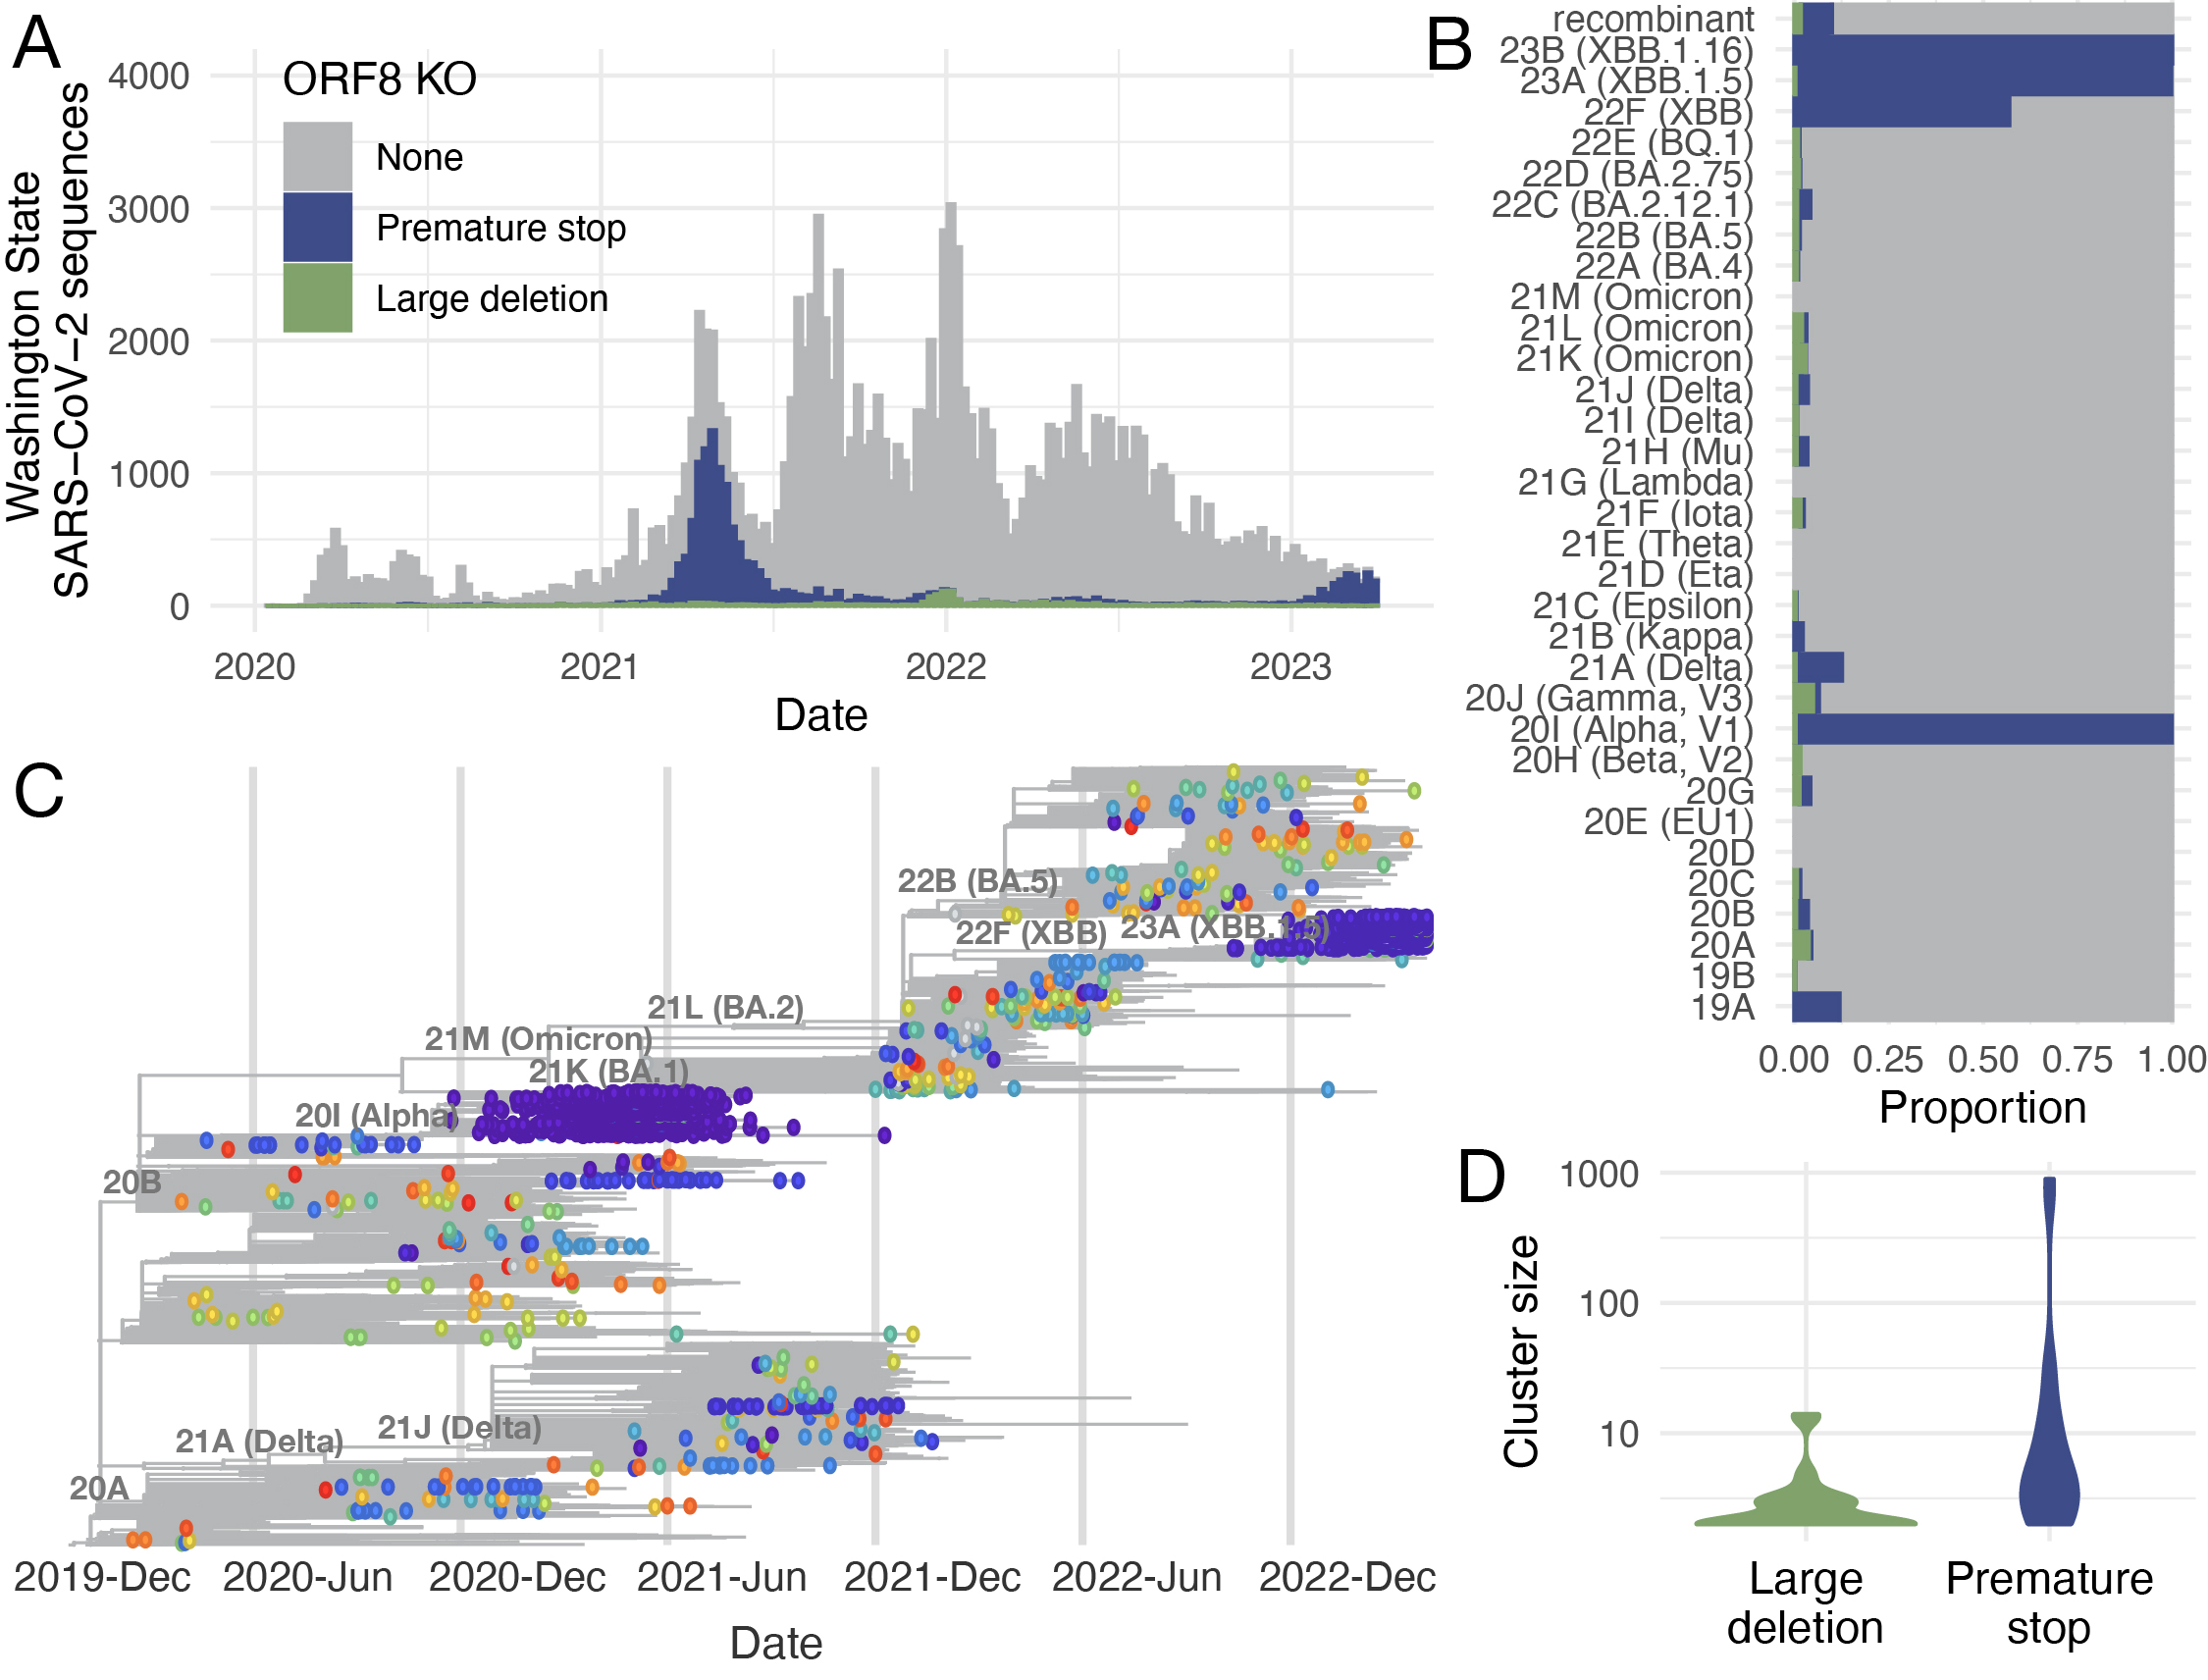 A
Washington State
SARS−CoV−2 sequences
4000
3000
2000
1000
0
ORF8 KO
None
Premature stop
Large deletion
2020
2021
2022
2023
Date
B
recombinant
23B (XBB.1.16)
23A (XBB.1.5)
22F (XBB)
22E (BQ.1)
22D (BA.2.75)
22C (BA.2.12.1)
22B (BA.5)
22A (BA.4)
21M (Omicron)
21L (Omicron)
21K (Omicron)
21J (Delta)
21I (Delta)
21H (Mu)
21G (Lambda)
21F (Iota)
21E (Theta)
21D (Eta)
21C (Epsilon)
21B (Kappa)
21A (Delta)
20J (Gamma, V3)
20I (Alpha, V1)
20H (Beta, V2)
20G
20E (EU1)
20D
20C
20B
20A
19B
19A
0.00 0.25 0.50 0.75 1.00
Proportion
C
22B (BA.5)
22F (XBB)
23A (XBB.1.5)
21L (BA.2)
21M (Omicron)
21K (BA.1)
20I (Alpha)
20B
21J (Delta)
21A (Delta)
20A
2019-Dec
2020-Jun
2020-Dec
2021-Jun
2021-Dec
2022-Jun
2022-Dec
Date
D
Cluster size
1000
100
10
Large
deletion
Premature
stop